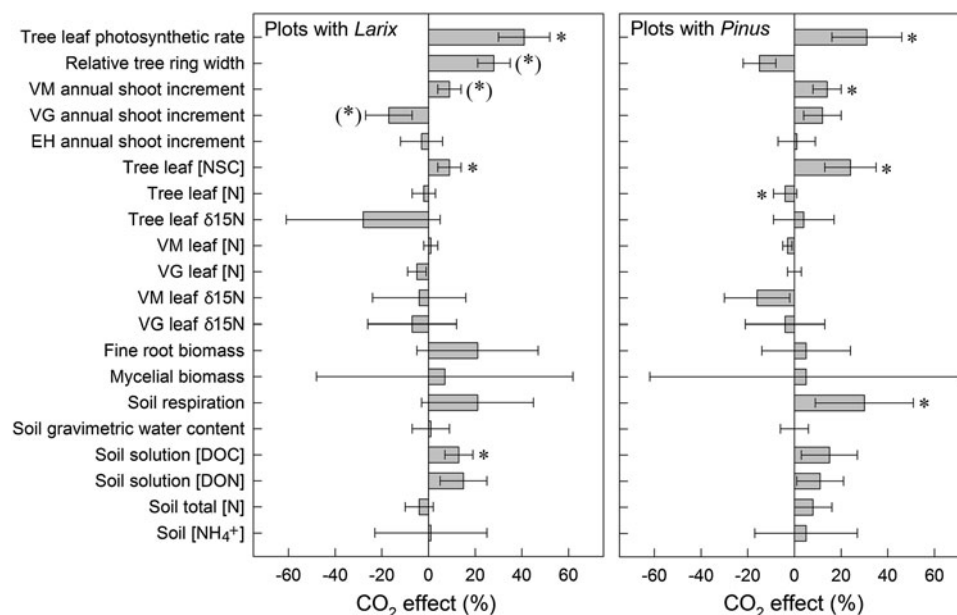 Plots with Larix
Plots with Pinus
Tree leaf photosynthetic rate
*
*
Relative tree ring width
(*)
VM annual shoot increment
(*)
*
VG annual shoot increment
(*)
EH annual shoot increment
Tree leaf [NSC]
*
*
Tree leaf [N]
*
Tree leaf δ15N
VM leaf [N]
VG leaf [N]
VM leaf δ15N
VG leaf δ15N
Fine root biomass
Mycelial biomass
Soil respiration
*
Soil gravimetric water content
Soil solution [DOC]
*
Soil solution [DON]
Soil total [N]
Soil [NH₄⁺]
-60 -40 -20 0 20 40 60
-60 -40 -20 0 20 40 60
CO₂ effect (%)
CO₂ effect (%)